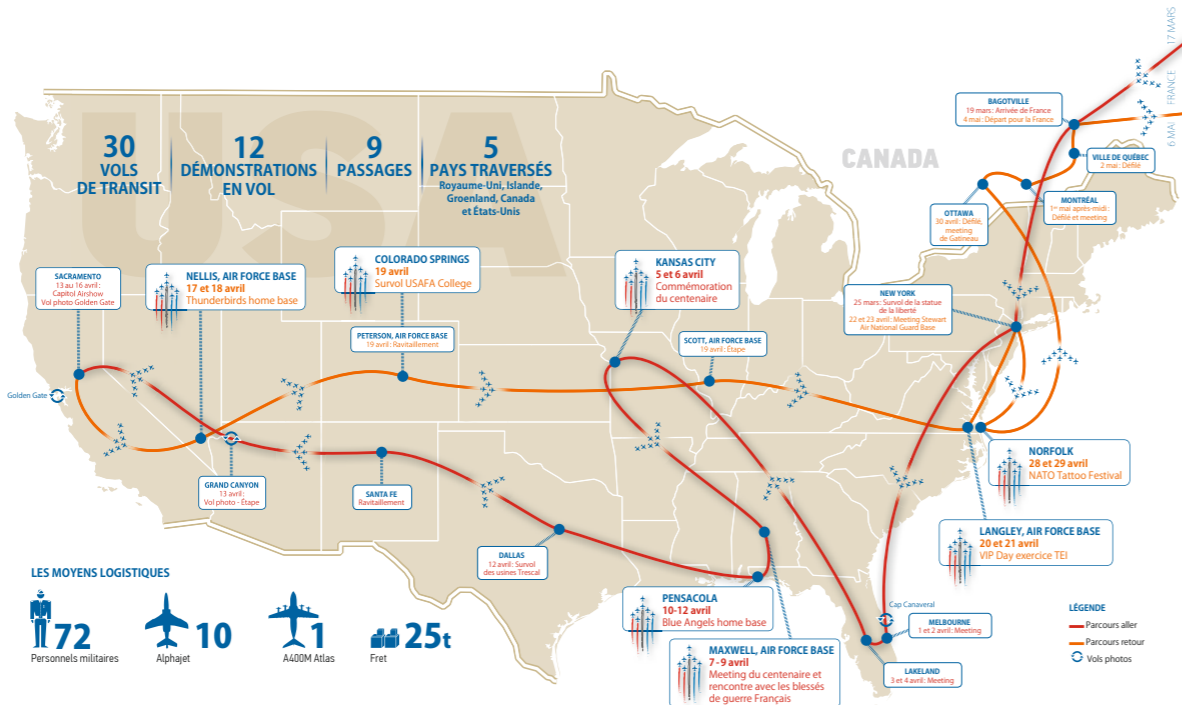 17 MARS
FRANCE
6 MAI
USA
CANADA
30
VOLS
DE TRANSIT
12
DÉMONSTRATIONS
EN VOL
9
PASSAGES
5
PAYS TRAVERSÉS
Royaume-Uni, Islande,
Groenland, Canada
et États-Unis
BAGOTVILLE
19 mars : Arrivée de France
4 mai : Départ pour la France
VILLE DE QUÉBEC
2 mai : Défilé
MONTRÉAL
1er mai après-midi :
Défilé et meeting
OTTAWA
30 avril : Défilé,
meeting
de Gatineau
SACRAMENTO
13 au 16 avril :
Capitol Airshow
Vol photo Golden Gate
NELLIS, AIR FORCE BASE
17 et 18 avril
Thunderbirds home base
COLORADO SPRINGS
19 avril
Survol USAFA College
PETERSON, AIR FORCE BASE
19 avril : Ravitaillement
KANSAS CITY
5 et 6 avril
Commémoration
du centenaire
SCOTT, AIR FORCE BASE
19 avril : Étape
NEW YORK
25 mars : Survol de la statue
de la liberté
22 et 23 avril : Meeting Stewart
Air National Guard Base
Golden Gate
GRAND CANYON
13 avril :
Vol photo - Étape
SANTA FE
Ravitaillement
DALLAS
12 avril : Survol
des usines Trescal
NORFOLK
28 et 29 avril
NATO Tattoo Festival
LANGLEY, AIR FORCE BASE
20 et 21 avril
VIP Day exercice TEI
PENSACOLA
10-12 avril
Blue Angels home base
MAXWELL, AIR FORCE BASE
7 - 9 avril
Meeting du centenaire et
rencontre avec les blessés
de guerre Français
Cap Canaveral
MELBOURNE
1 et 2 avril : Meeting
LAKELAND
3 et 4 avril : Meeting
LES MOYENS LOGISTIQUES
72
Personnels militaires
10
Alphajet
1
A400M Atlas
25t
Fret
LÉGENDE
Parcours aller
Parcours retour
Vols photos